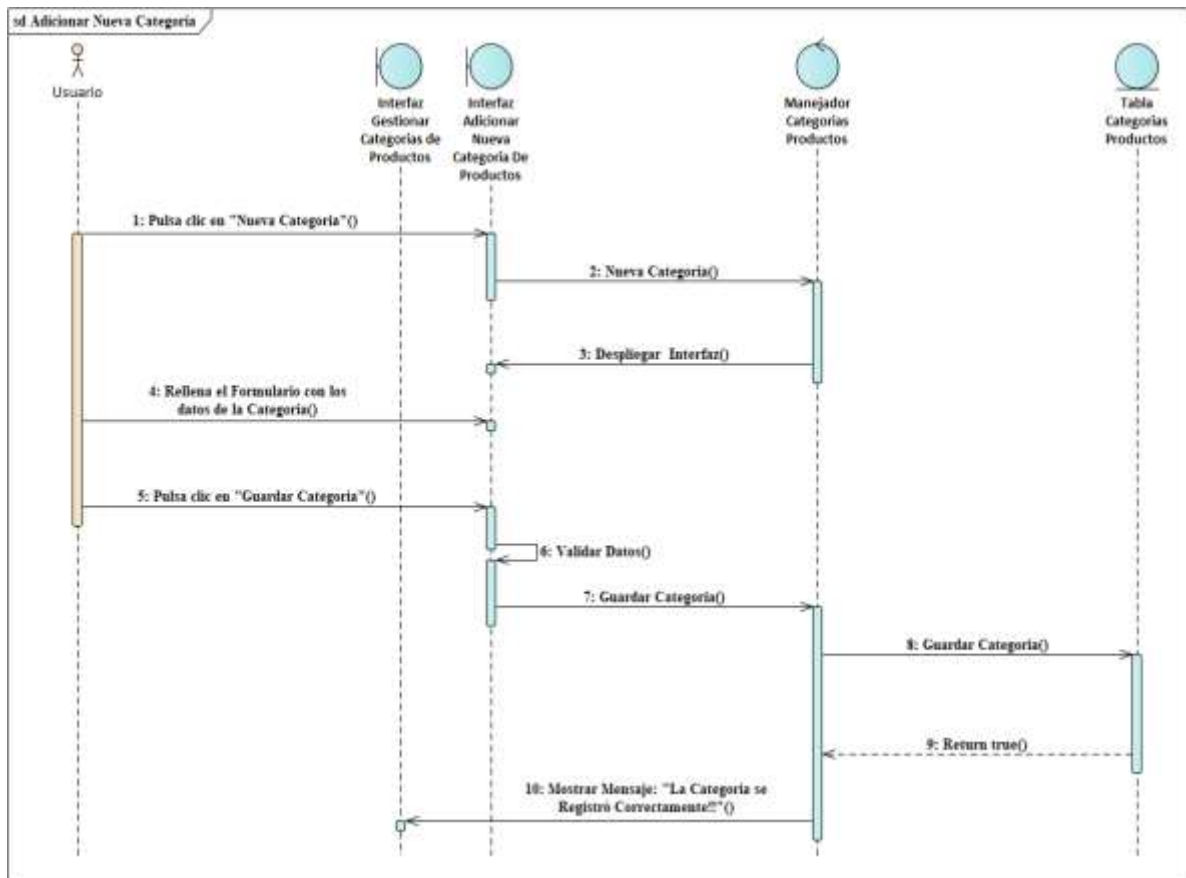 sd Adicionar Nueva Categoría
Usuario
Interfaz
Gestionar
Categorias de
Productos
Interfaz
Adicionar
Nueva
Categoria De
Productos
Manejador
Categorias
Productos
Tabla
Categorias
Productos
1: Pulsa clic en "Nueva Categoria"()
2: Nueva Categoria()
3: Despliegar Interfaz()
4: Rellena el Formulario con los
datos de la Categoria()
5: Pulsa clic en "Guardar Categoria"()
6: Validar Datos()
7: Guardar Categoria()
8: Guardar Categoria()
9: Return true()
10: Mostrar Mensaje: "La Categoria se
Registró Correctamente!!"()